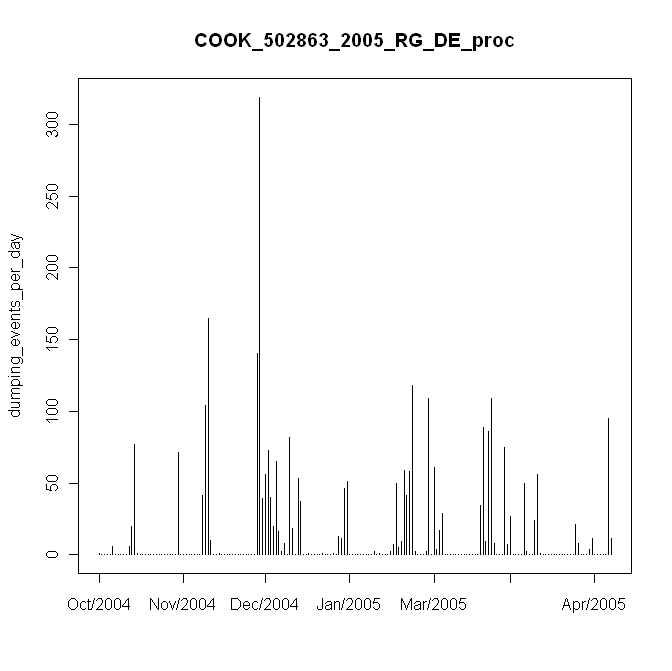 COOK_502863_2005_RG_DE_proc
dumping_events_per_day
300
250
200
150
100
50
0
Oct/2004 Nov/2004 Dec/2004 Jan/2005 Mar/2005 Apr/2005